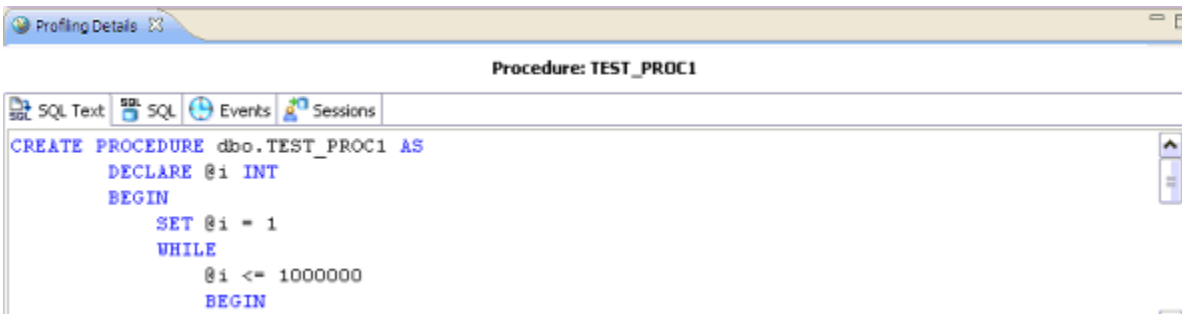 Profiling Details
Procedure: TEST_PROC1
SQL Text SQL Events Sessions
CREATE PROCEDURE dbo.TEST_PROC1 AS
DECLARE @i INT
BEGIN
SET @i = 1
WHILE
@i <= 1000000
BEGIN